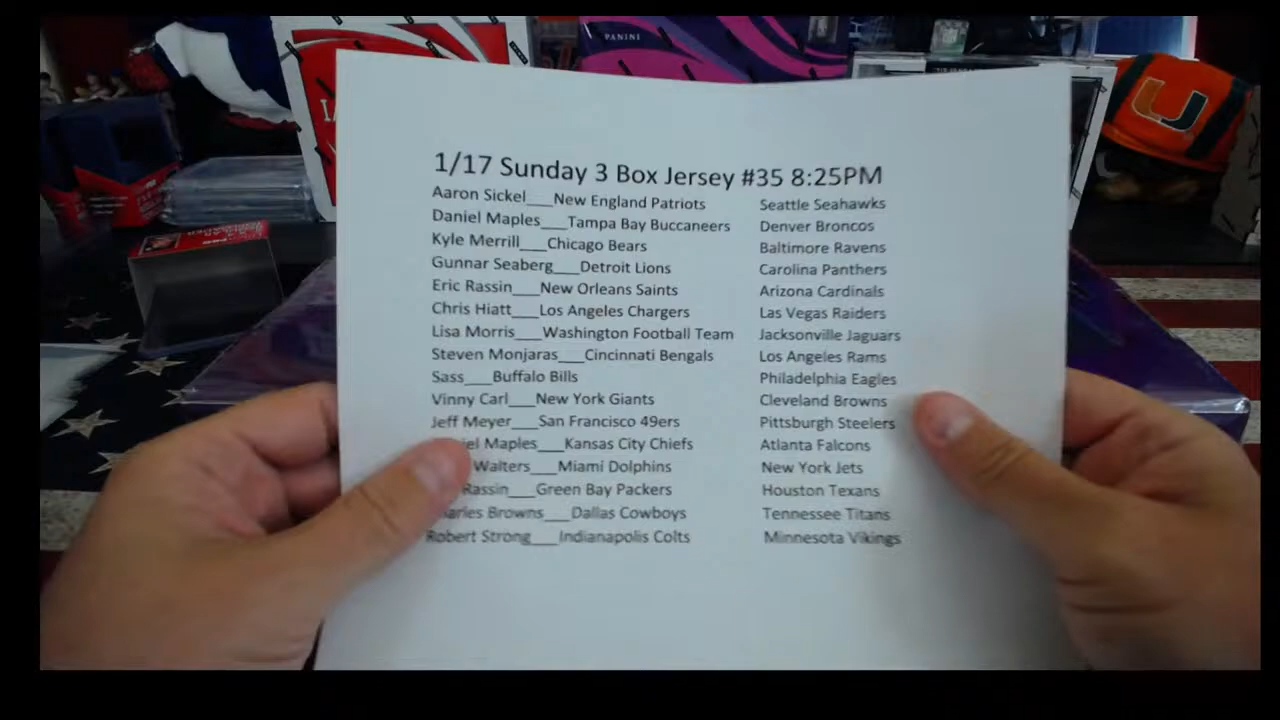 PANINI
1/17 Sunday 3 Box Jersey #35 8:25PM
Aaron Sickel___New England Patriots Seattle Seahawks
Daniel Maples___Tampa Bay Buccaneers Denver Broncos
Kyle Merrill___Chicago Bears Baltimore Ravens
Gunnar Seaberg___Detroit Lions Carolina Panthers
Eric Rassin___New Orleans Saints Arizona Cardinals
Chris Hiatt___Los Angeles Chargers Las Vegas Raiders
Lisa Morris___Washington Football Team Jacksonville Jaguars
Steven Monjaras___Cincinnati Bengals Los Angeles Rams
Sass___Buffalo Bills Philadelphia Eagles
Vinny Carl___New York Giants Cleveland Browns
Jeff Meyer___San Francisco 49ers Pittsburgh Steelers
Maples___Kansas City Chiefs Atlanta Falcons
Walters___Miami Dolphins New York Jets
Rassin___Green Bay Packers Houston Texans
Browns___Dallas Cowboys Tennessee Titans
Robert Strong___Indianapolis Colts Minnesota Vikings